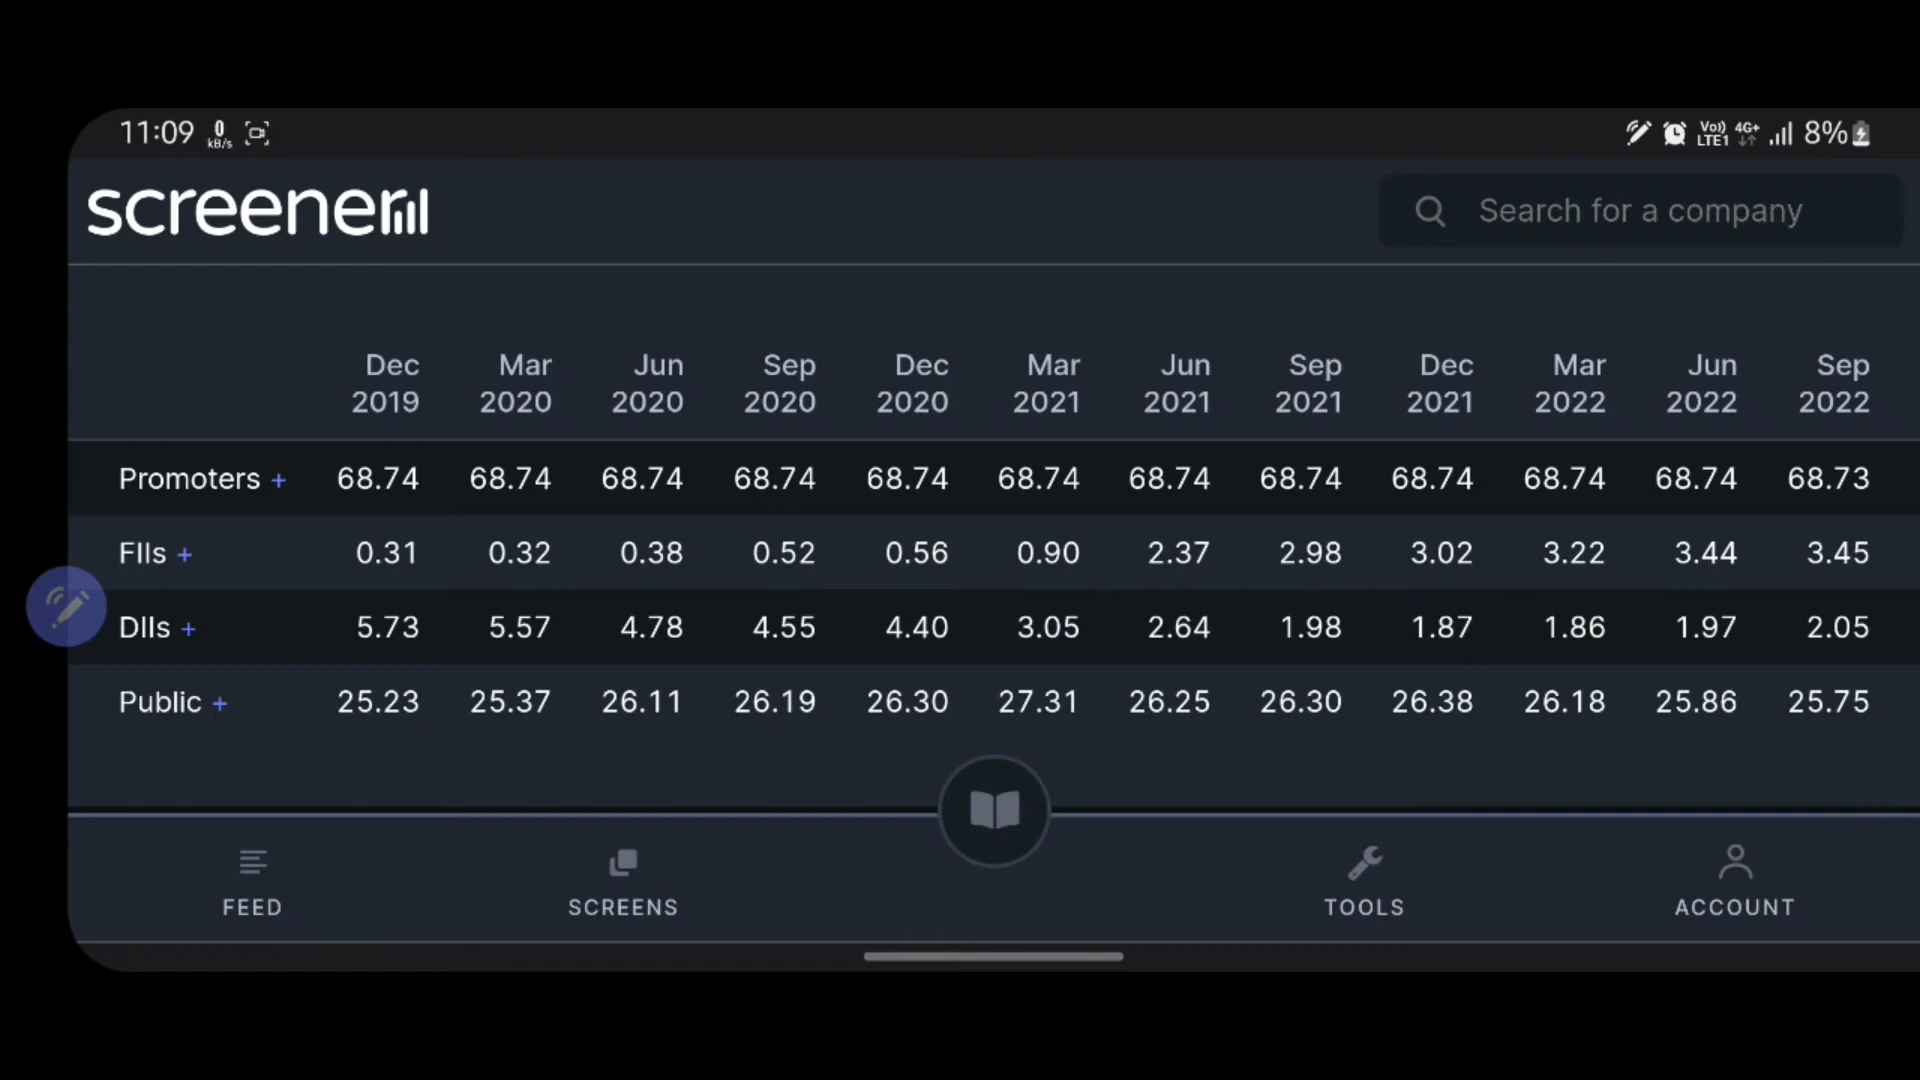 11:09 0 kB/s Vo)) LTE1 4G+ 8%
screener
Search for a company
Dec 2019 Mar 2020 Jun 2020 Sep 2020 Dec 2020 Mar 2021 Jun 2021 Sep 2021 Dec 2021 Mar 2022 Jun 2022 Sep 2022
Promoters + 68.74 68.74 68.74 68.74 68.74 68.74 68.74 68.74 68.74 68.74 68.74 68.73
FIIs + 0.31 0.32 0.38 0.52 0.56 0.90 2.37 2.98 3.02 3.22 3.44 3.45
DIIs + 5.73 5.57 4.78 4.55 4.40 3.05 2.64 1.98 1.87 1.86 1.97 2.05
Public + 25.23 25.37 26.11 26.19 26.30 27.31 26.25 26.30 26.38 26.18 25.86 25.75
FEED SCREENS TOOLS ACCOUNT